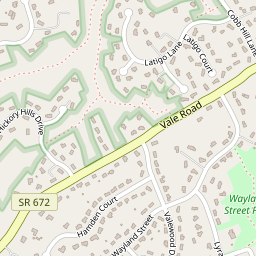 Cobb Hill Lane
Latigo Court
Latigo Lane
Vale Road
Hickory Hills Drive
SR 672
Hamden Court
Wayland Street
Valewood D
Wayla
Street P
Lyra